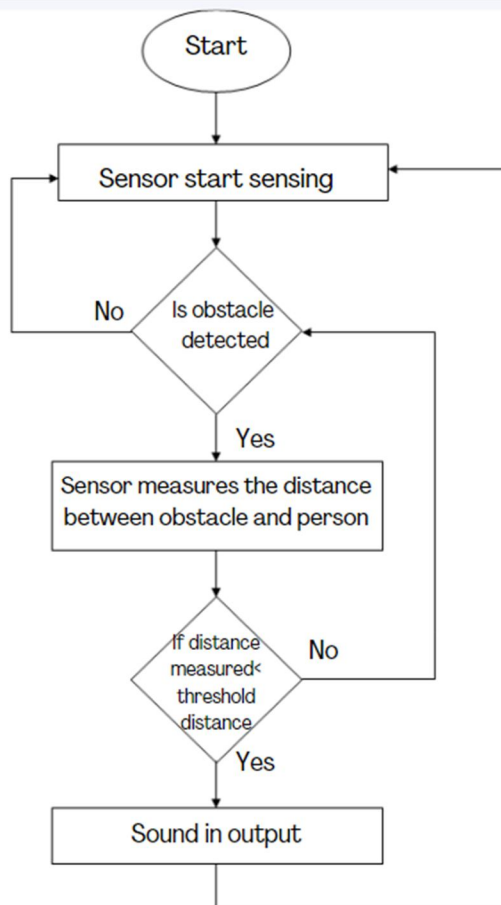 Start
Sensor start sensing
No
Is obstacle
detected
Yes
Sensor measures the distance
between obstacle and person
If distance
measured<
threshold
distance
No
Yes
Sound in output